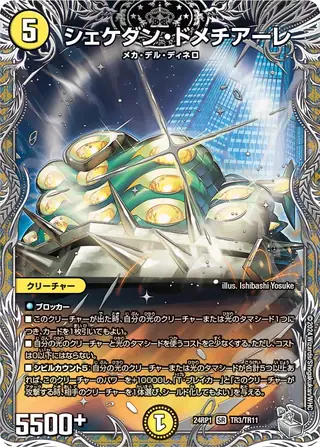 5
シェケダン・ドメチアーレ
メカ・デル・ディネロ
illus. Ishibashi Yosuke
クリーチャー
ブロッカー
■このクリーチャーが出た時、自分の光のクリーチャーまたは光のタマシード1つに
つき、カードを1枚引いてもよい。
■自分の光のクリーチャーと光のタマシードを使うコストを少なくする。ただし、コス
トは0以下にはならない。
■シビルカウント5:自分の光のクリーチャーまたは光のタマシードが合計5つ以上
あれば、このクリーチャーのパワーを+10000し、「T・ブレイカー」と「このクリーチャー
が攻撃する時、相手のクリーチャーを1体選び、シールド化してもよい」を与える。
5500+
1
24RP1 SR TR3/TR11